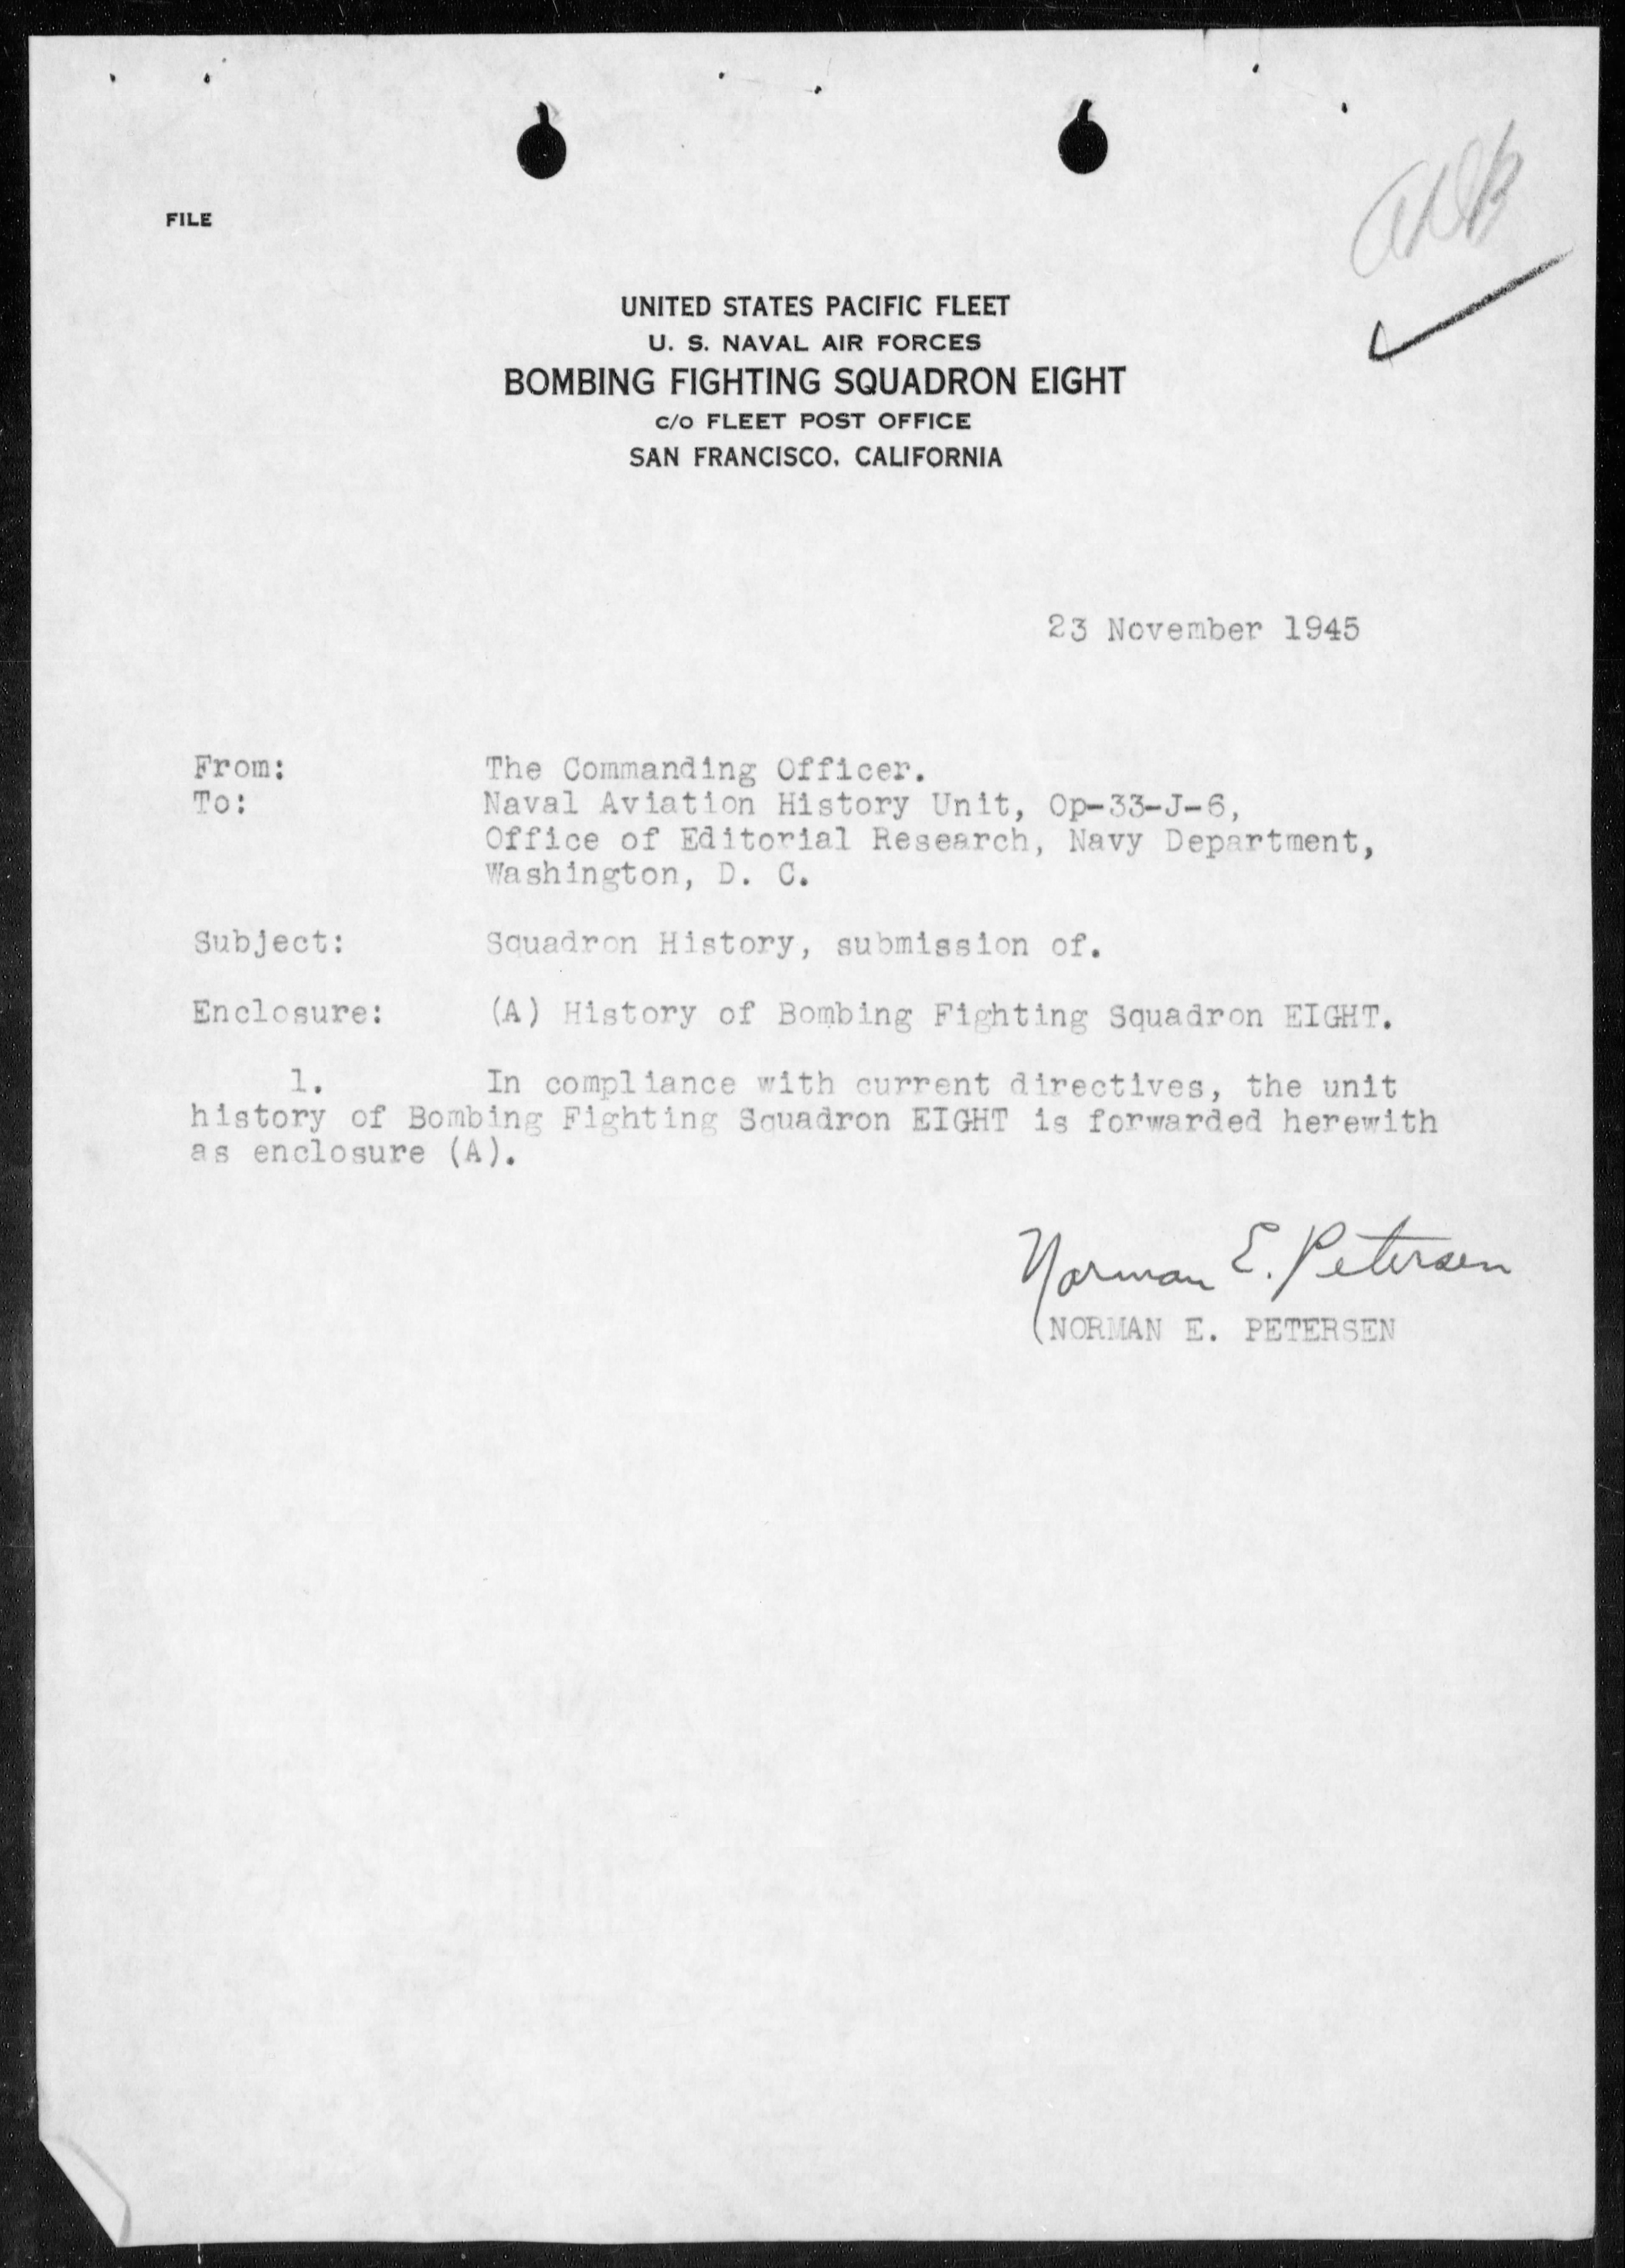 FILE
UNITED STATES PACIFIC FLEET
U. S. NAVAL AIR FORCES
BOMBING FIGHTING SQUADRON EIGHT
c/o FLEET POST OFFICE
SAN FRANCISCO, CALIFORNIA
23 November 1945
From: The Commanding Officer.
To: Naval Aviation History Unit, Op-33-J-6,
Office of Editorial Research, Navy Department,
Washington, D. C.
Subject: Squadron History, submission of.
Enclosure: (A) History of Bombing Fighting Squadron EIGHT.
1. In compliance with current directives, the unit
history of Bombing Fighting Squadron EIGHT is forwarded herewith
as enclosure (A).
Norman E. Petersen
NORMAN E. PETERSEN